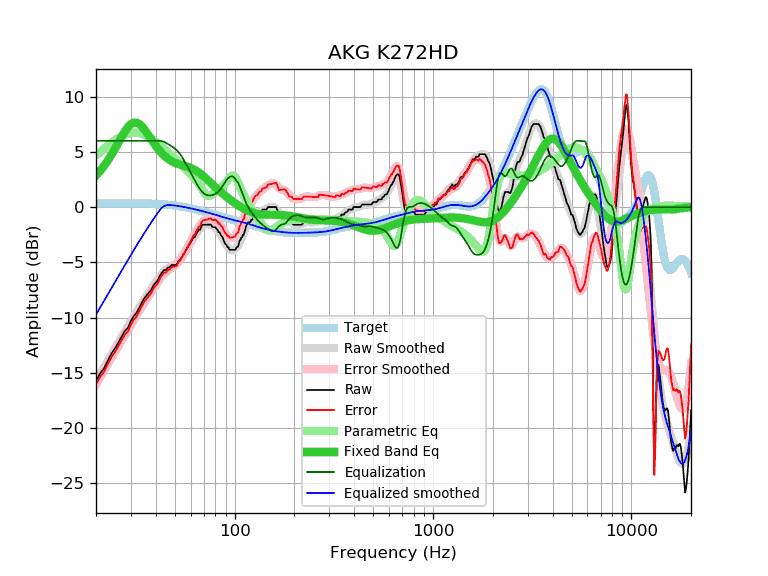 AKG K272HD
10
5
0
−5
−10
−15
−20
−25
Amplitude (dBr)
Target
Raw Smoothed
Error Smoothed
Raw
Error
Parametric Eq
Fixed Band Eq
Equalization
Equalized smoothed
100
1000
10000
Frequency (Hz)